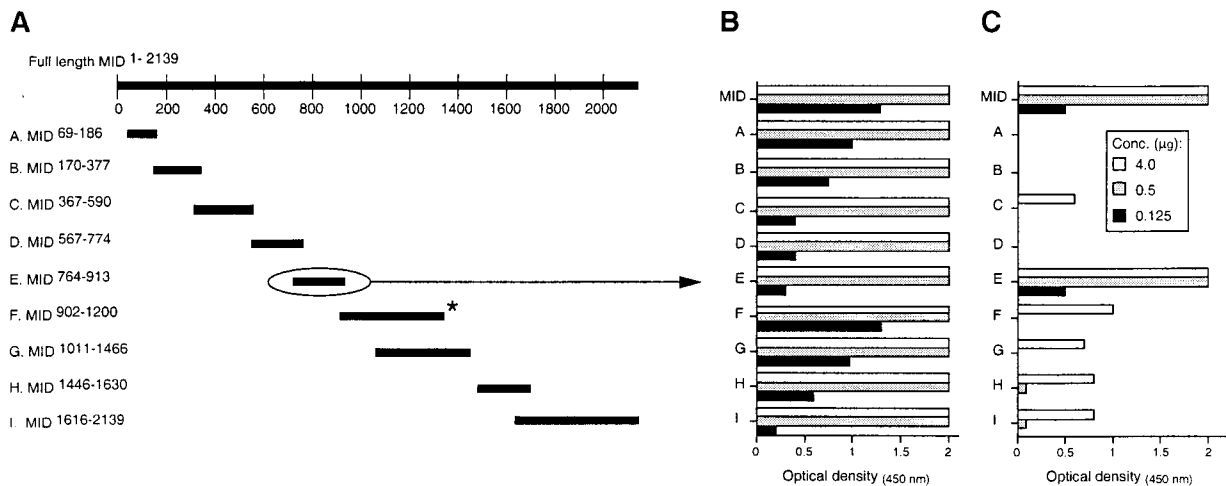 A
Full length MID 1- 2139
0 200 400 600 800 1000 1200 1400 1600 1800 2000
A. MID 69-186
B. MID 170-377
C. MID 367-590
D. MID 567-774
E. MID 764-913
F. MID 902-1200
*
G. MID 1011-1466
H. MID 1446-1630
I. MID 1616-2139
B
MID
A
B
C
D
E
F
G
H
I
0 0.5 1 1.5 2
Optical density (450 nm)
C
MID
A
B
C
D
E
F
G
H
I
Conc. (µg):
4.0
0.5
0.125
0 0.5 1 1.5 2
Optical density (450 nm)